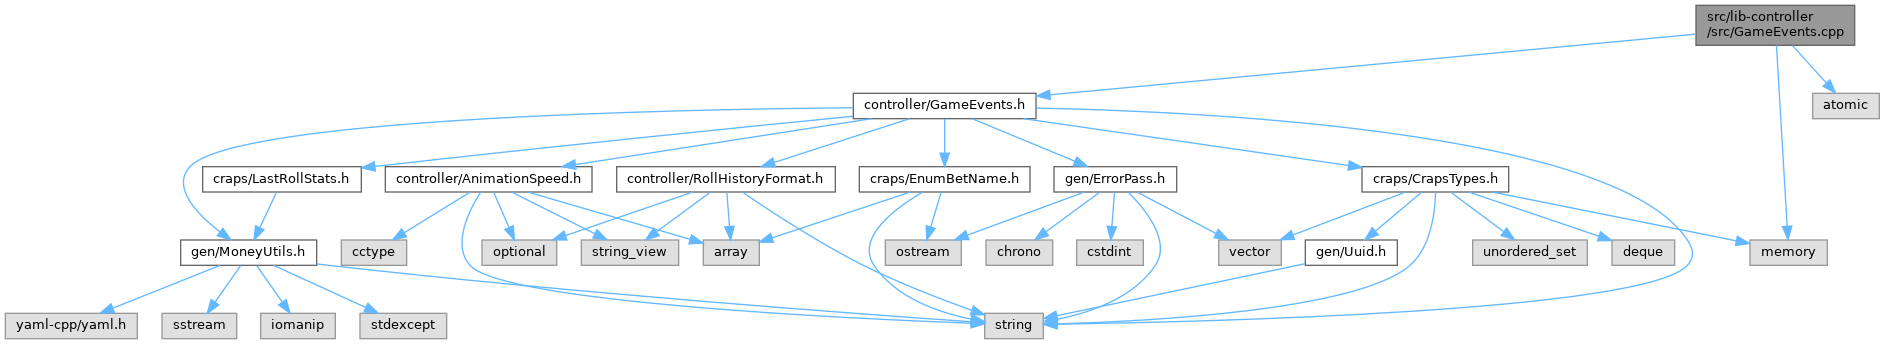 src/lib-controller
/src/GameEvents.cpp
controller/GameEvents.h
atomic
craps/LastRollStats.h
controller/AnimationSpeed.h
controller/RollHistoryFormat.h
craps/EnumBetName.h
gen/ErrorPass.h
craps/CrapsTypes.h
gen/MoneyUtils.h
cctype
optional
string_view
array
ostream
chrono
cstdint
vector
gen/Uuid.h
unordered_set
deque
memory
yaml-cpp/yaml.h
sstream
iomanip
stdexcept
string